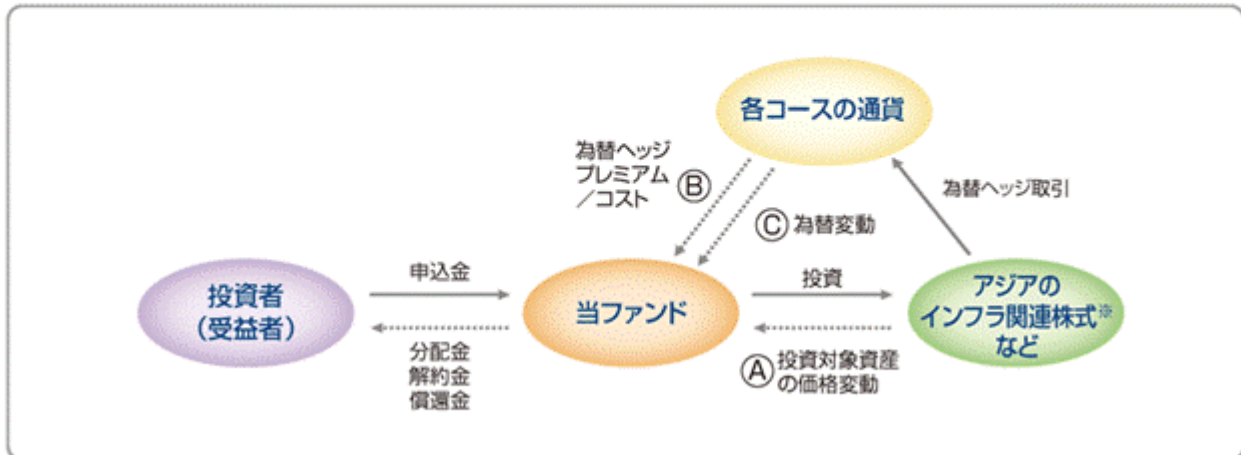 各コースの通貨
為替ヘッジ
プレミアム
／コスト
Ⓑ
Ⓒ 為替変動
為替ヘッジ取引
投資者
（受益者）
申込金
分配金
解約金
償還金
当ファンド
投資
Ⓐ 投資対象資産
の価格変動
アジアの
インフラ関連株式※
など